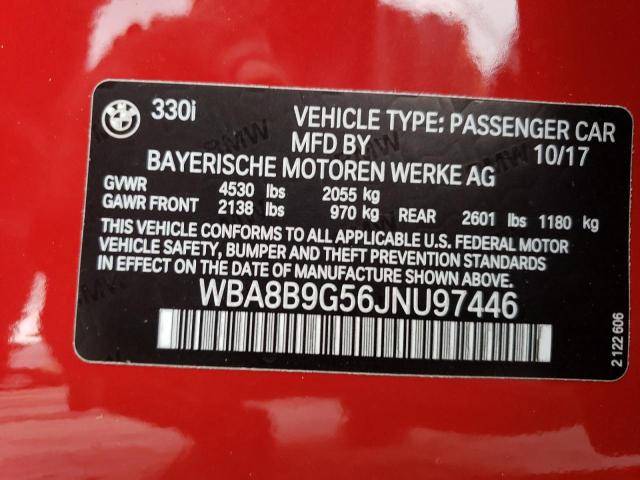 330i VEHICLE TYPE: PASSENGER CAR
MFD BY 10/17
BAYERISCHE MOTOREN WERKE AG
GVWR 4530 lbs 2055 kg
GAWR FRONT 2138 lbs 970 kg REAR 2601 lbs 1180 kg
THIS VEHICLE CONFORMS TO ALL APPLICABLE U.S. FEDERAL MOTOR
VEHICLE SAFETY, BUMPER AND THEFT PREVENTION STANDARDS
IN EFFECT ON THE DATE OF MANUFACTURE SHOWN ABOVE.
WBA8B9G56JNU97446
2 122 606